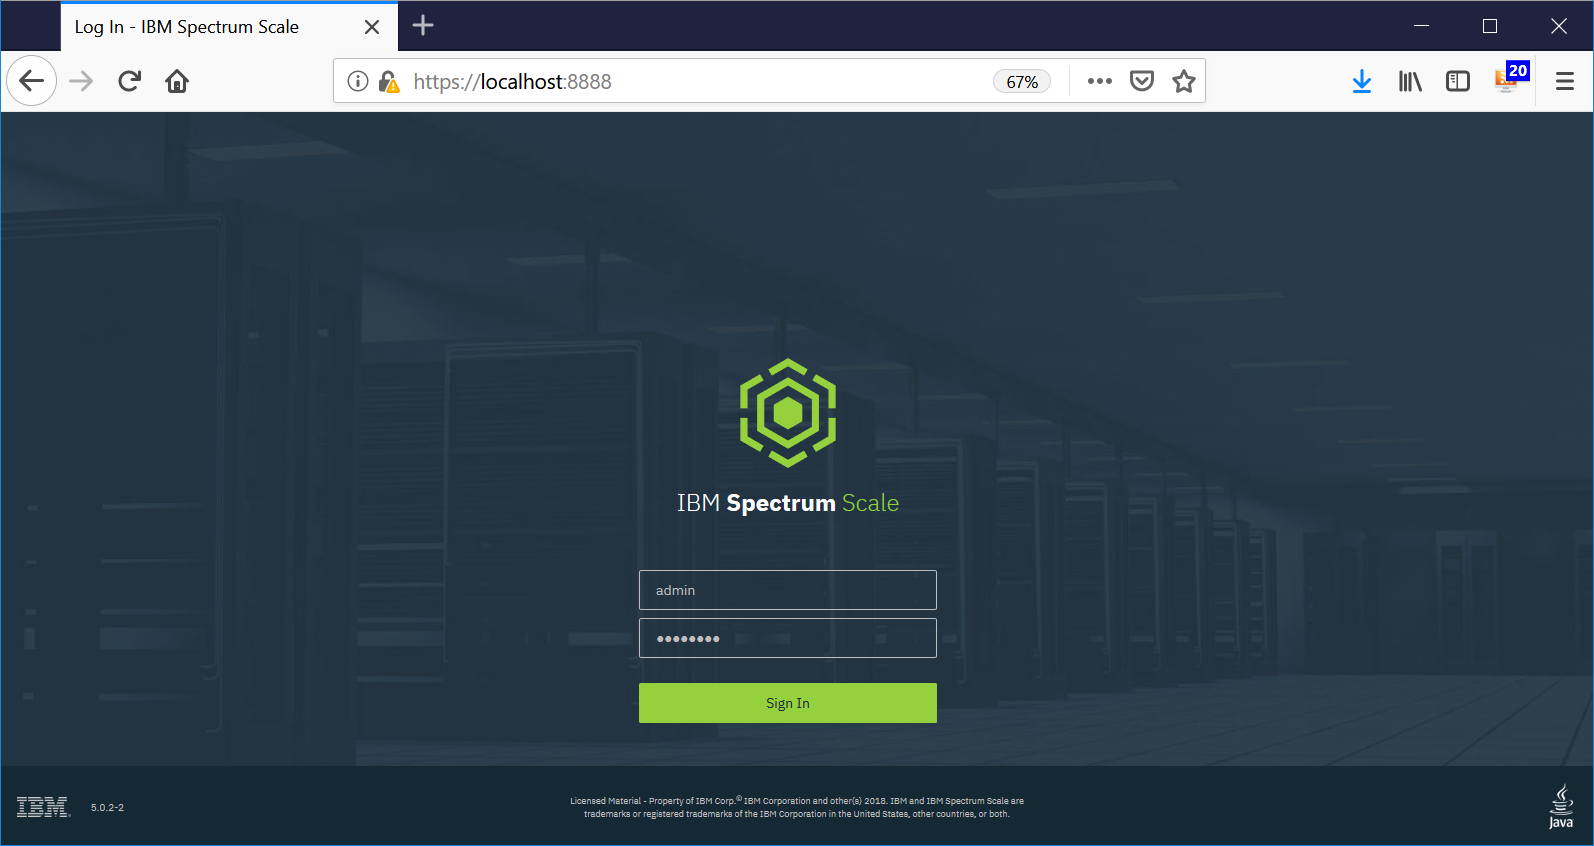 Log In - IBM Spectrum Scale
https://localhost:8888
67%
20
IBM Spectrum Scale
admin
●●●●●●●●
Sign In
IBM.
5.0.2-2
Licensed Material - Property of IBM Corp.© IBM Corporation and other(s) 2018. IBM and IBM Spectrum Scale are
trademarks or registered trademarks of the IBM Corporation in the United States, other countries, or both.
Java